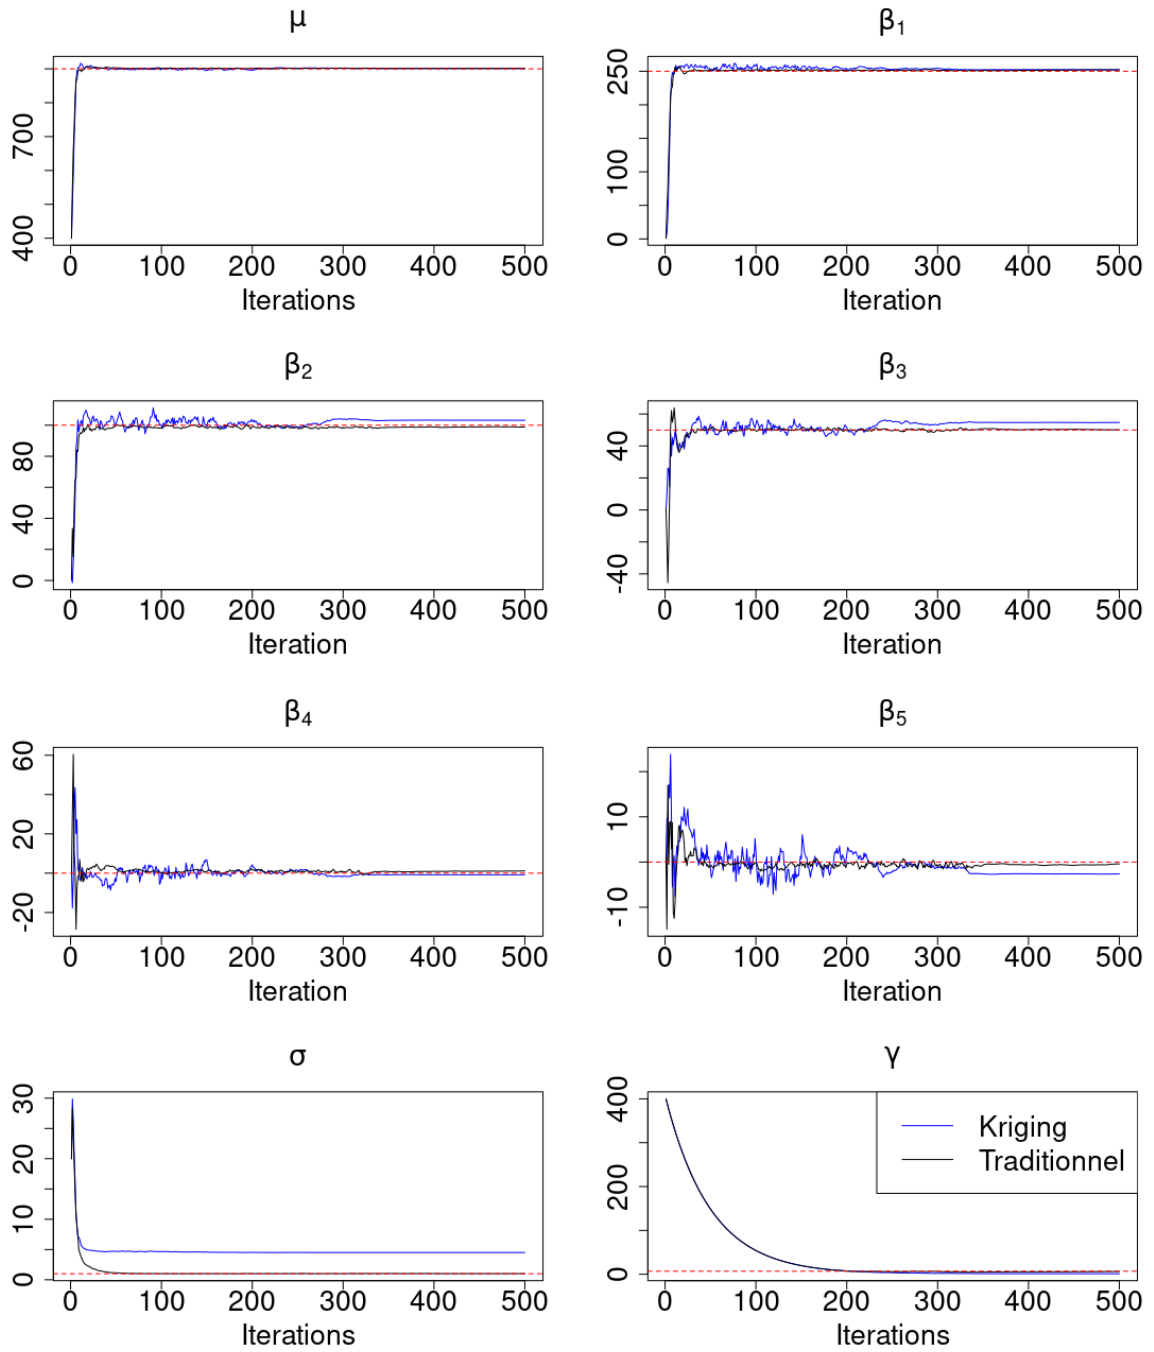 μ
400 700
0 100 200 300 400 500
Iterations
β1
0 100 250
0 100 200 300 400 500
Iteration
β2
0 40 80
0 100 200 300 400 500
Iteration
β3
-40 0 40
0 100 200 300 400 500
Iteration
β4
-20 20 60
0 100 200 300 400 500
Iteration
β5
-10 10
0 100 200 300 400 500
Iteration
σ
0 10 20 30
0 100 200 300 400 500
Iterations
γ
0 200 400
Kriging
Traditionnel
0 100 200 300 400 500
Iterations